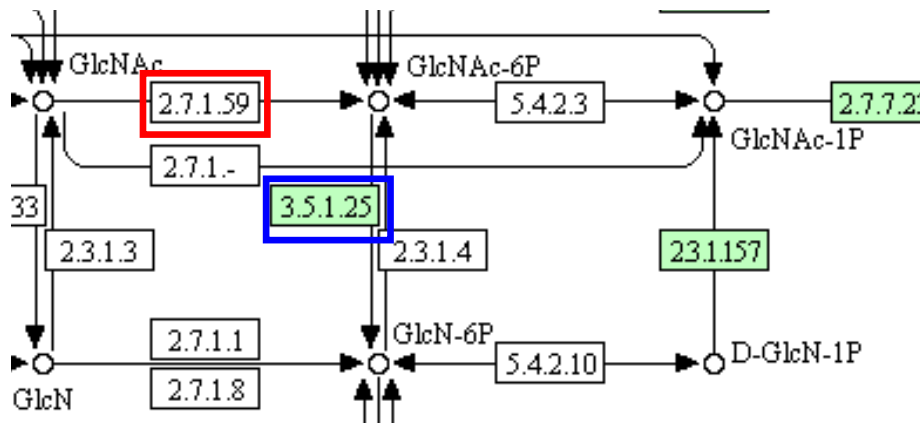 GlcNAc
GlcNAc-6P
2.7.1.59
5.4.2.3
2.7.7.23
GlcNAc-1P
2.7.1.-
33
3.5.1.25
2.3.1.3
2.3.1.4
2.3.1.157
2.7.1.1
GlcN-6P
D-GlcN-1P
5.4.2.10
2.7.1.8
GlcN